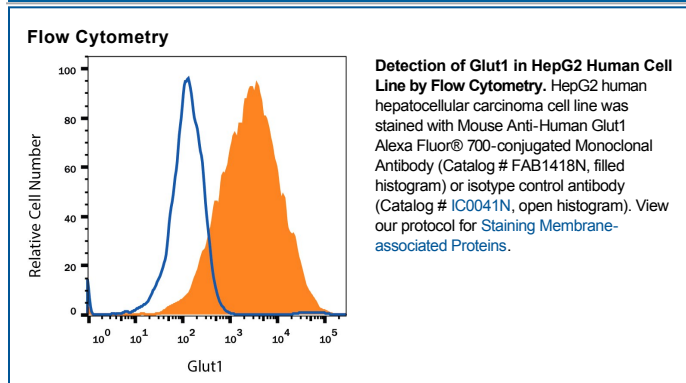 Flow Cytometry
100
80
60
40
20
0
Relative Cell Number
10^0 10^1 10^2 10^3 10^4 10^5
Glut1
Detection of Glut1 in HepG2 Human Cell
Line by Flow Cytometry. HepG2 human
hepatocellular carcinoma cell line was
stained with Mouse Anti-Human Glut1
Alexa Fluor® 700-conjugated Monoclonal
Antibody (Catalog # FAB1418N, filled
histogram) or isotype control antibody
(Catalog # IC0041N, open histogram). View
our protocol for Staining Membrane-
associated Proteins.